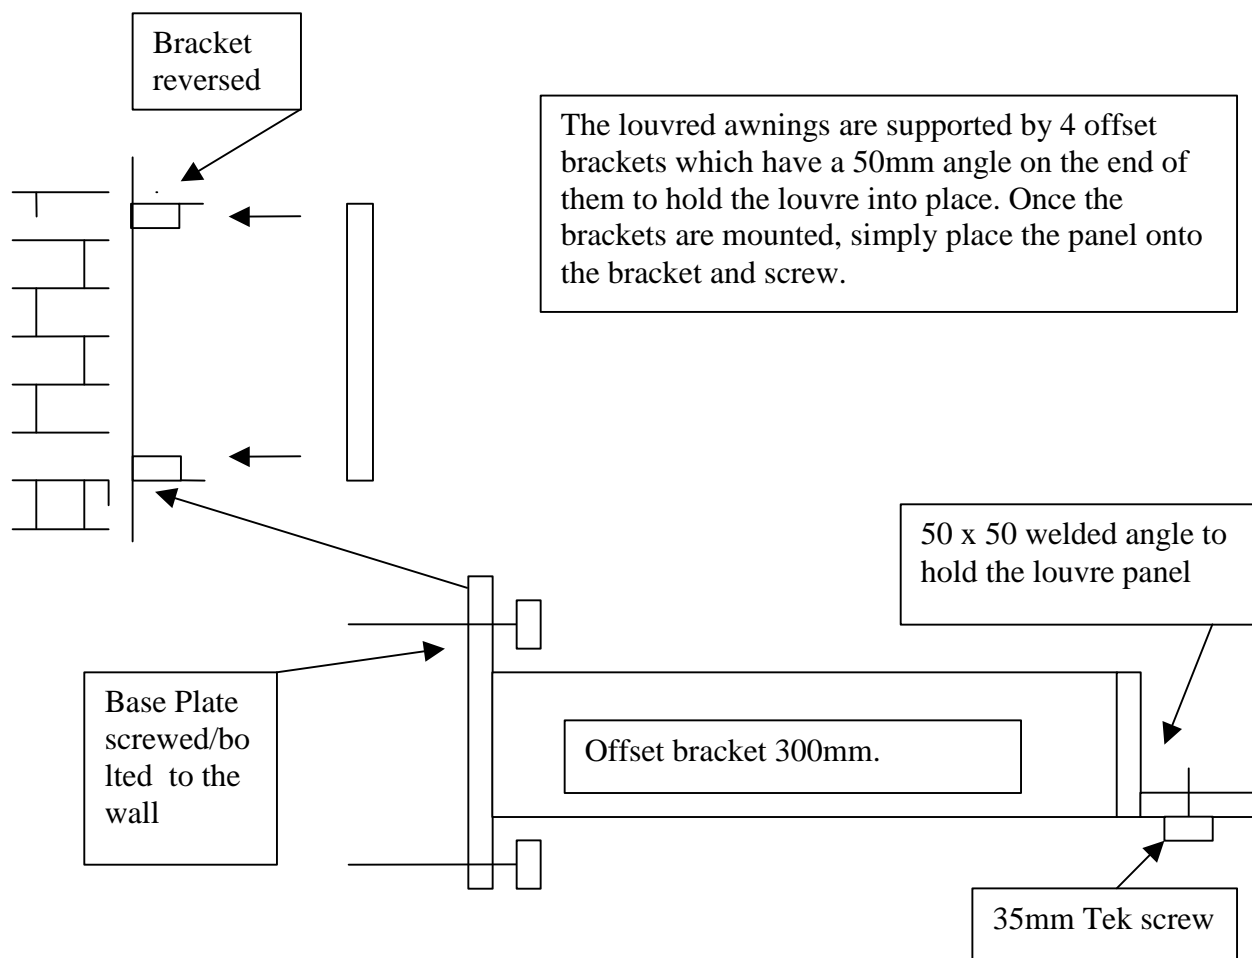 Bracket
reversed
The louvred awnings are supported by 4 offset
brackets which have a 50mm angle on the end of
them to hold the louvre into place. Once the
brackets are mounted, simply place the panel onto
the bracket and screw.
50 x 50 welded angle to
hold the louvre panel
Base Plate
screwed/bo
lted  to the
wall
Offset bracket 300mm.
35mm Tek screw